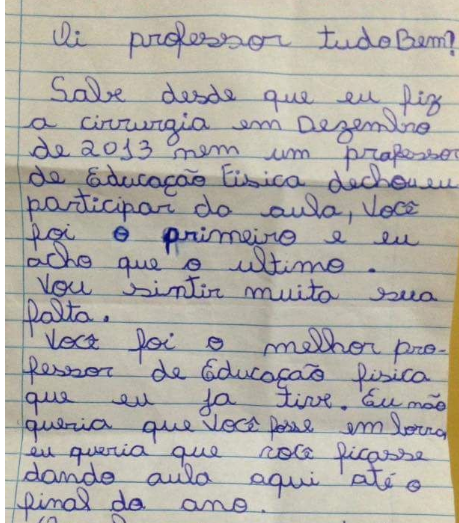 Oi professor tudo Bem?
Sabe desde que eu fiz
a cirrurgia em Dezembro
de 2013 nem um professor
de Educação Fisica dechou eu
participar da aula, Você
foi o primeiro e eu
acho que o ultimo.
Vou sintir muita sua
falta.
Você foi o melhor pro-
fessor de Educação fisica
que eu ja tive. Eu não
queria que Você fosse embora
eu queria que você ficasse
dando aula aqui até o
final do ano.